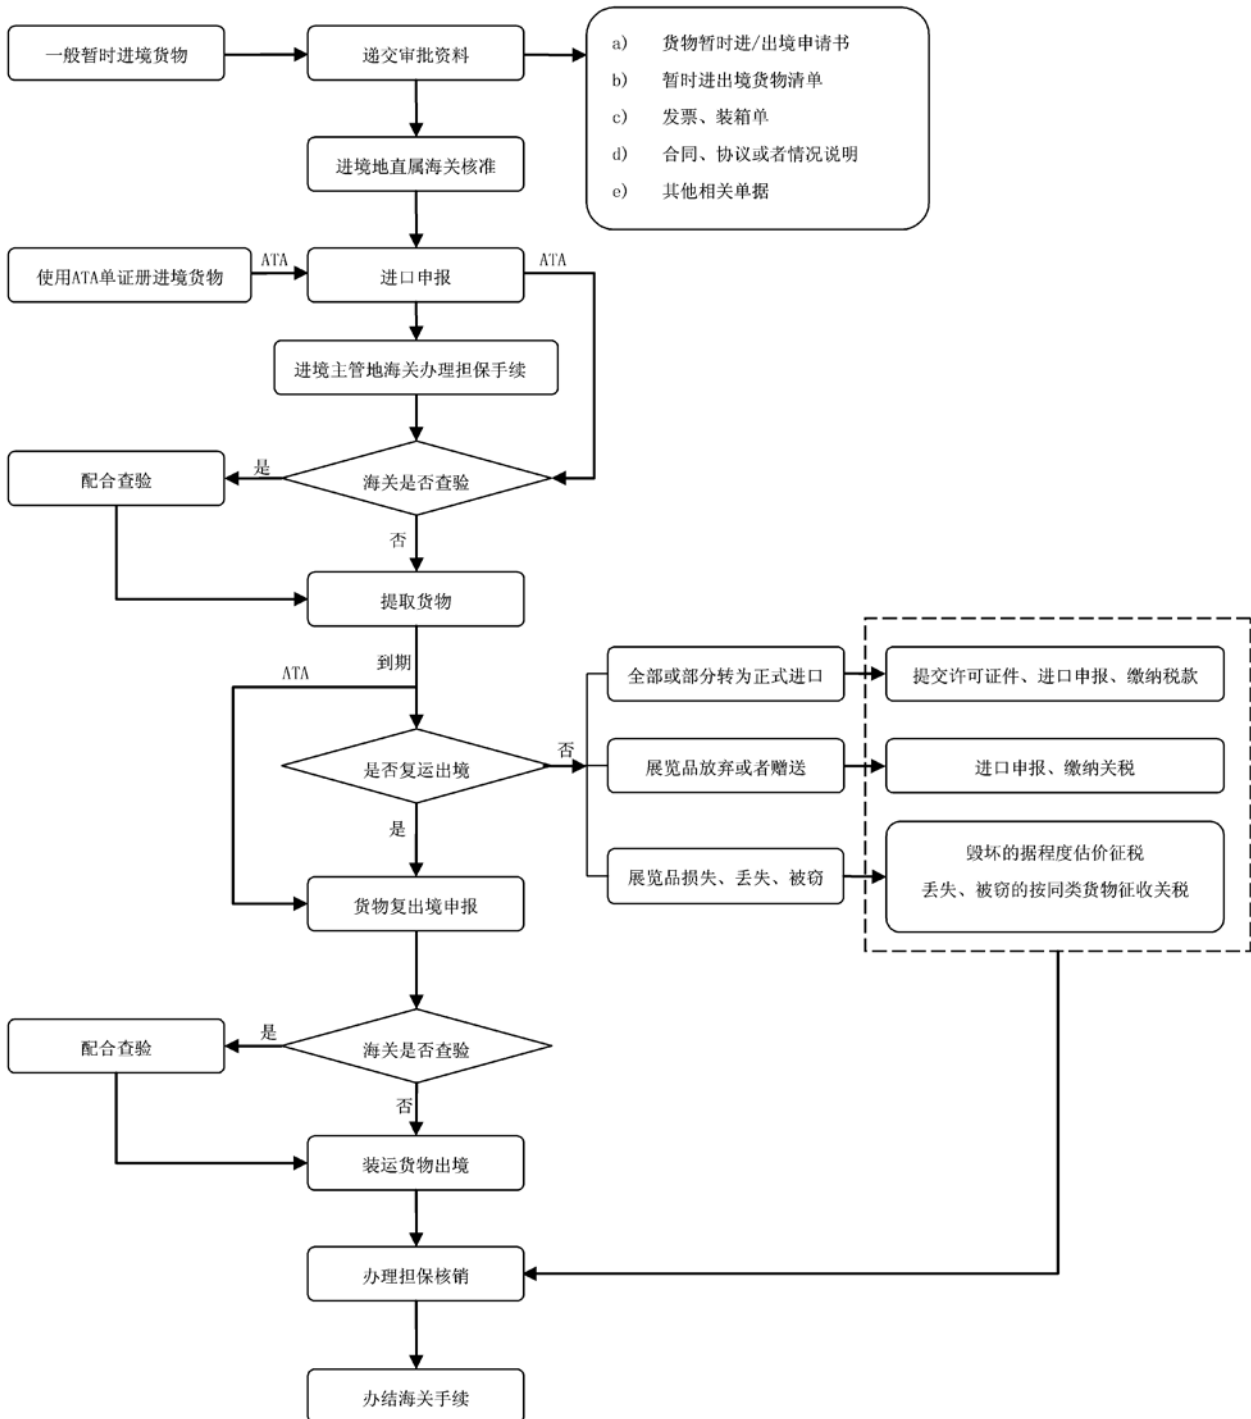 一般暂时进境货物
递交审批资料
a) 货物暂时进/出境申请书
b) 暂时进出境货物清单
c) 发票、装箱单
d) 合同、协议或者情况说明
e) 其他相关单据
进境地直属海关核准
使用ATA单证册进境货物
ATA
进口申报
ATA
进境主管地海关办理担保手续
配合查验
是
海关是否查验
否
提取货物
到期
ATA
全部或部分转为正式进口
提交许可证件、进口申报、缴纳税款
是否复运出境
否
展览品放弃或者赠送
进口申报、缴纳关税
是
展览品损失、丢失、被窃
毁坏的据程度估价征税
丢失、被窃的按同类货物征收关税
货物复出境申报
配合查验
是
海关是否查验
否
装运货物出境
办理担保核销
办结海关手续